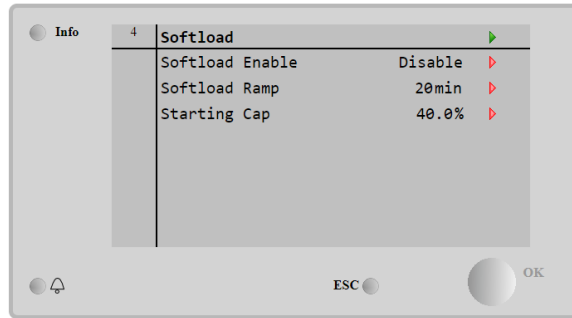 Info
4 Softload
Softload Enable Disable
Softload Ramp 20min
Starting Cap 40.0%
ESC
OK